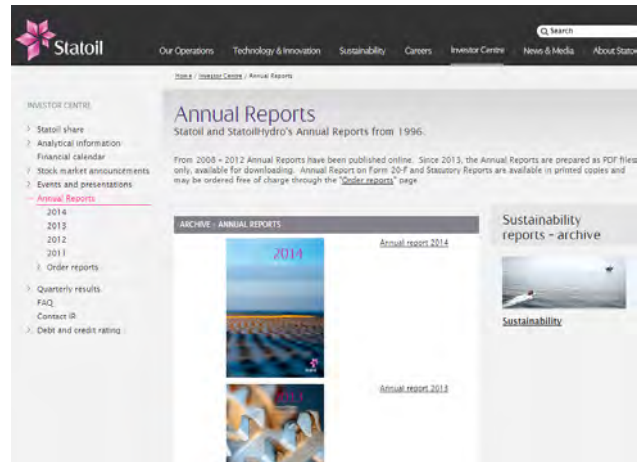 Statoil
Search
Our Operations Technology & Innovation Sustainability Careers Investor Centre News & Media About Statoi
Home / Investor Centre / Annual Reports
INVESTOR CENTRE
Statoil share
Analytical information
Financial calendar
Stock market announcements
Events and presentations
Annual Reports
2014
2013
2012
2011
Order reports
Quarterly results
FAQ
Contact IR
Debt and credit rating
Annual Reports
Statoil and StatoilHydro's Annual Reports from 1996.
From 2008 - 2012 Annual Reports have been published online. Since 2013, the Annual Reports are prepared as PDF files
only, available for downloading. Annual Report on Form 20-F and Statutory Reports are available in printed copies and
may be ordered free of charge through the "Order reports" page
ARCHIVE - ANNUAL REPORTS
2014
Annual report 2014
2013
Annual report 2013
Sustainability
reports - archive
Sustainability